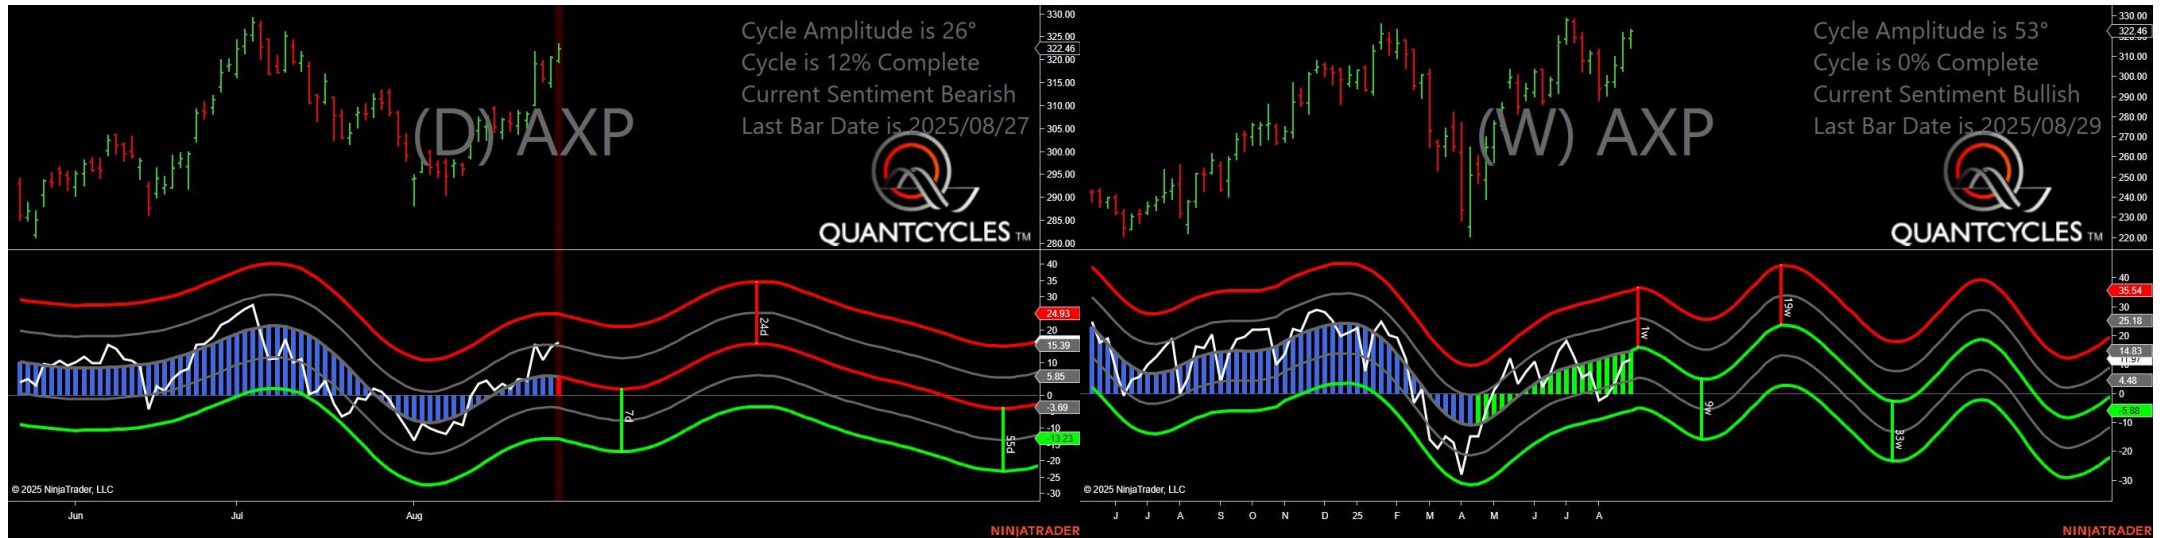 Cycle Amplitude is 26°
Cycle is 12% Complete
Current Sentiment Bearish
Last Bar Date is 2025/08/27
(D) AXP
QUANTCYCLES TM
330.00
325.00
322.46
320.00
315.00
310.00
305.00
300.00
295.00
290.00
285.00
280.00
40
35
30
24.93
20
15.39
10
5.85
0
-3.69
-10
-13.23
-20
-25
-30
24d
7d
55d
© 2025 NinjaTrader, LLC
Jun
Jul
Aug
NINJATRADER
Cycle Amplitude is 53°
Cycle is 0% Complete
Current Sentiment Bullish
Last Bar Date is 2025/08/29
(W) AXP
QUANTCYCLES TM
330.00
322.46
310.00
300.00
290.00
280.00
270.00
260.00
250.00
240.00
230.00
220.00
40
35.54
30
25.18
20
14.83
11.97
4.48
0
-5.88
-10
-20
-30
1w
19w
9w
33w
© 2025 NinjaTrader, LLC
J J A S O N D 25 F M A M J J A
NINJATRADER